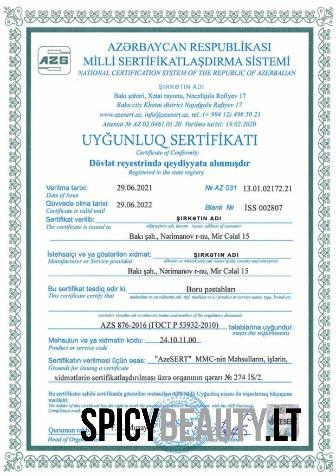 AZƏRBAYCAN RESPUBLİKASI
MİLLİ SERTİFİKATLAŞDIRMA SİSTEMİ
NATIONAL CERTIFICATION SYSTEM OF THE REPUBLIC OF AZERBAIJAN
AZS
ŞİRKƏTİN ADI
Bakı şəhəri, Xətai rayonu, Nəcəfqulu Rəfiyev 17
Baku city Khatai district Najafgulu Rafiyev 17
www.azesert.az, info@azesert.az, tel.: (+ 994 12) 496 50 23
Attestat № AZ 02.0461.01.20 Verilmə tarixi: 19.02.2020
UYĞUNLUQ SERTİFİKATI
Certificate of Conformity
Dövlət reyestrində qeydiyyata alınmışdır
Registered in the state registry
Verilmə tarixi: 29.06.2021 № AZ 031 13.01.02172.21
Date of issue
Qüvvədə olma tarixi: 29.06.2022 Blank № İSS 002807
Certificate is valid until
Sertifikat verilib: ŞİRKƏTİN ADI
The certificate is issued to
Bakı şəh., Nərimanov r-nu, Mir Cəlal 15
İstehsalçı və ya göstərilən xidmət: ŞİRKƏTİN ADI
Manufacturer or Service provided
Bakı şəh., Nərimanov r-nu, Mir Cəlal 15
Bu sertifikat təsdiq edir ki, Boru postahları
This certificate certify that
AZS 876-2016 (ГОСТ Р 53932-2010) tələblərinə uyğundur.
meets the requirements
Məhsulun və ya xidmətin kodu: 24.10.11.00
Product or service code
Sertifikatın verilməsi üçün əsas: "AzeSERT" MMC-nin Məhsulların, işlərin,
Grounds for issuing a certificate
xidmətlərin sertifikatlaşdırılması üzrə orqanının qərarı № 274 İS/2.
Qurumun
Head of
SPICYBEAUTY.LT